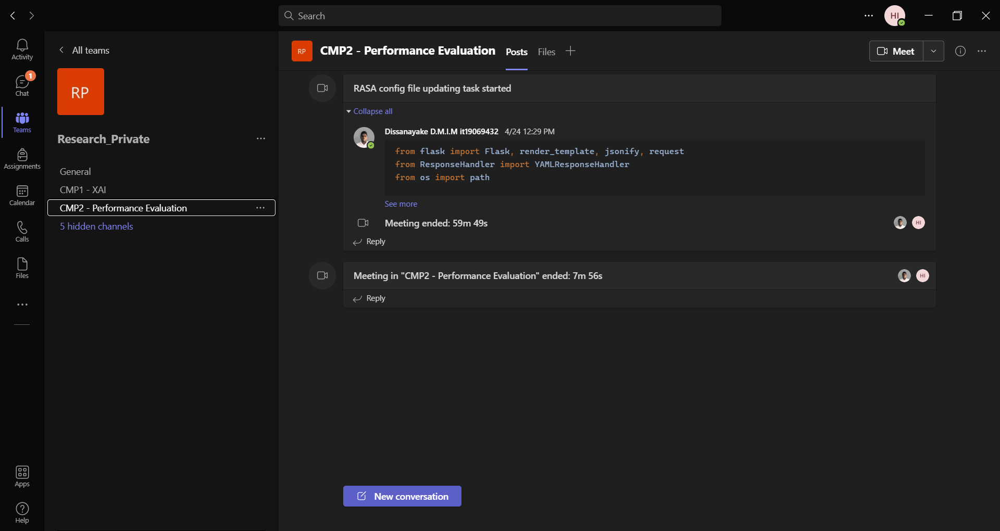 Search
HI
Activity
1
Chat
Teams
Assignments
Calendar
Calls
Files
Apps
Help
All teams
RP
Research_Private
General
CMP1 - XAI
CMP2 - Performance Evaluation
5 hidden channels
RP
CMP2 - Performance Evaluation
Posts
Files
Meet
RASA config file updating task started
Collapse all
Dissanayake D.M.I.M it19069432 4/24 12:29 PM
from flask import Flask, render_template, jsonify, request
from ResponseHandler import YAMLResponseHandler
from os import path
See more
Meeting ended: 59m 49s
HI
Reply
Meeting in "CMP2 - Performance Evaluation" ended: 7m 56s
HI
Reply
New conversation